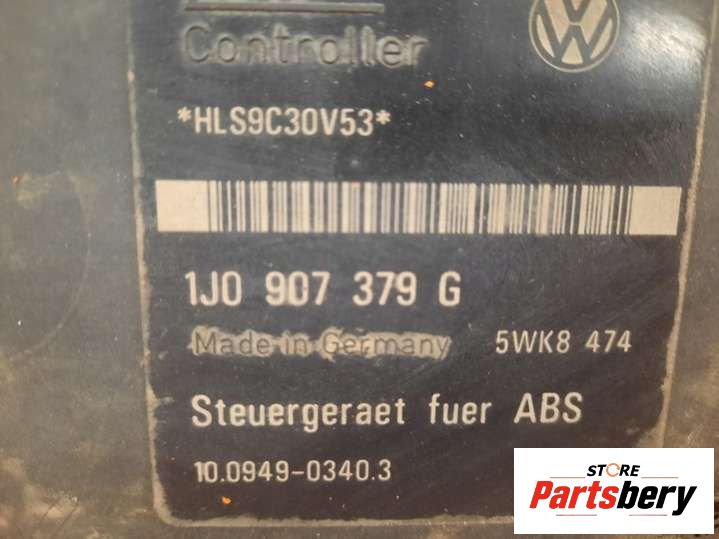 Controller
*HLS9C30V53*
1J0 907 379 G
Made in Germany 5WK8 474
Steuergeraet fuer ABS
10.0949-0340.3
STORE
Partsbery